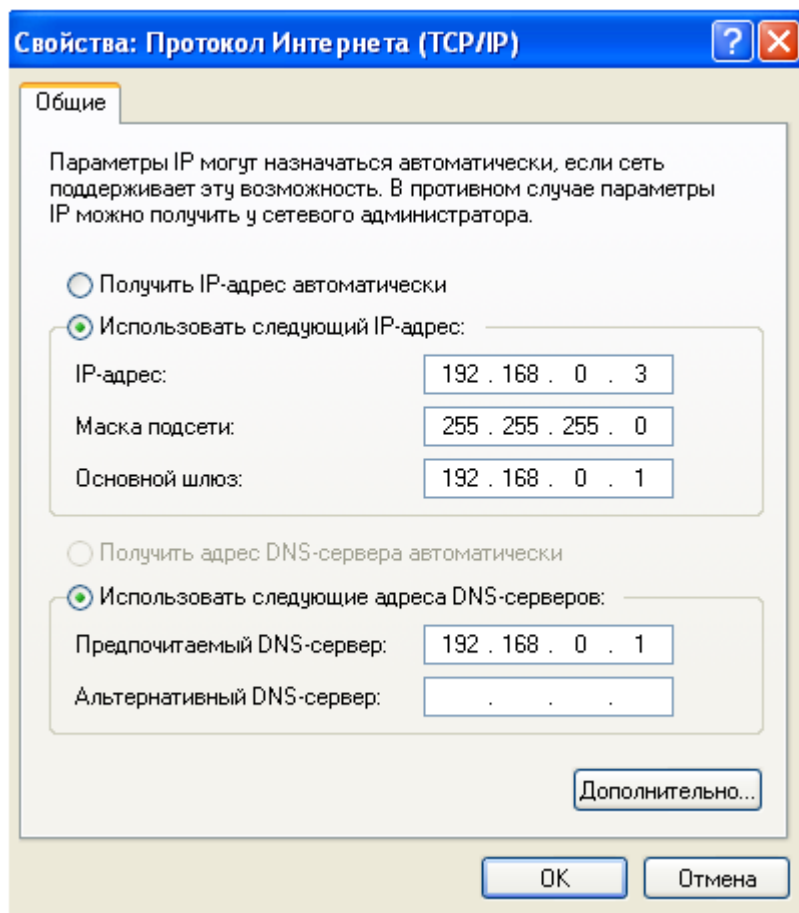 Свойства: Протокол Интернета (TCP/IP)
Общие
Параметры IP могут назначаться автоматически, если сеть
поддерживает эту возможность. В противном случае параметры
IP можно получить у сетевого администратора.
Получить IP-адрес автоматически
Использовать следующий IP-адрес:
IP-адрес: 192 . 168 . 0 . 3
Маска подсети: 255 . 255 . 255 . 0
Основной шлюз: 192 . 168 . 0 . 1
Получить адрес DNS-сервера автоматически
Использовать следующие адреса DNS-серверов:
Предпочитаемый DNS-сервер: 192 . 168 . 0 . 1
Альтернативный DNS-сервер: . . .
Дополнительно...
OK Отмена